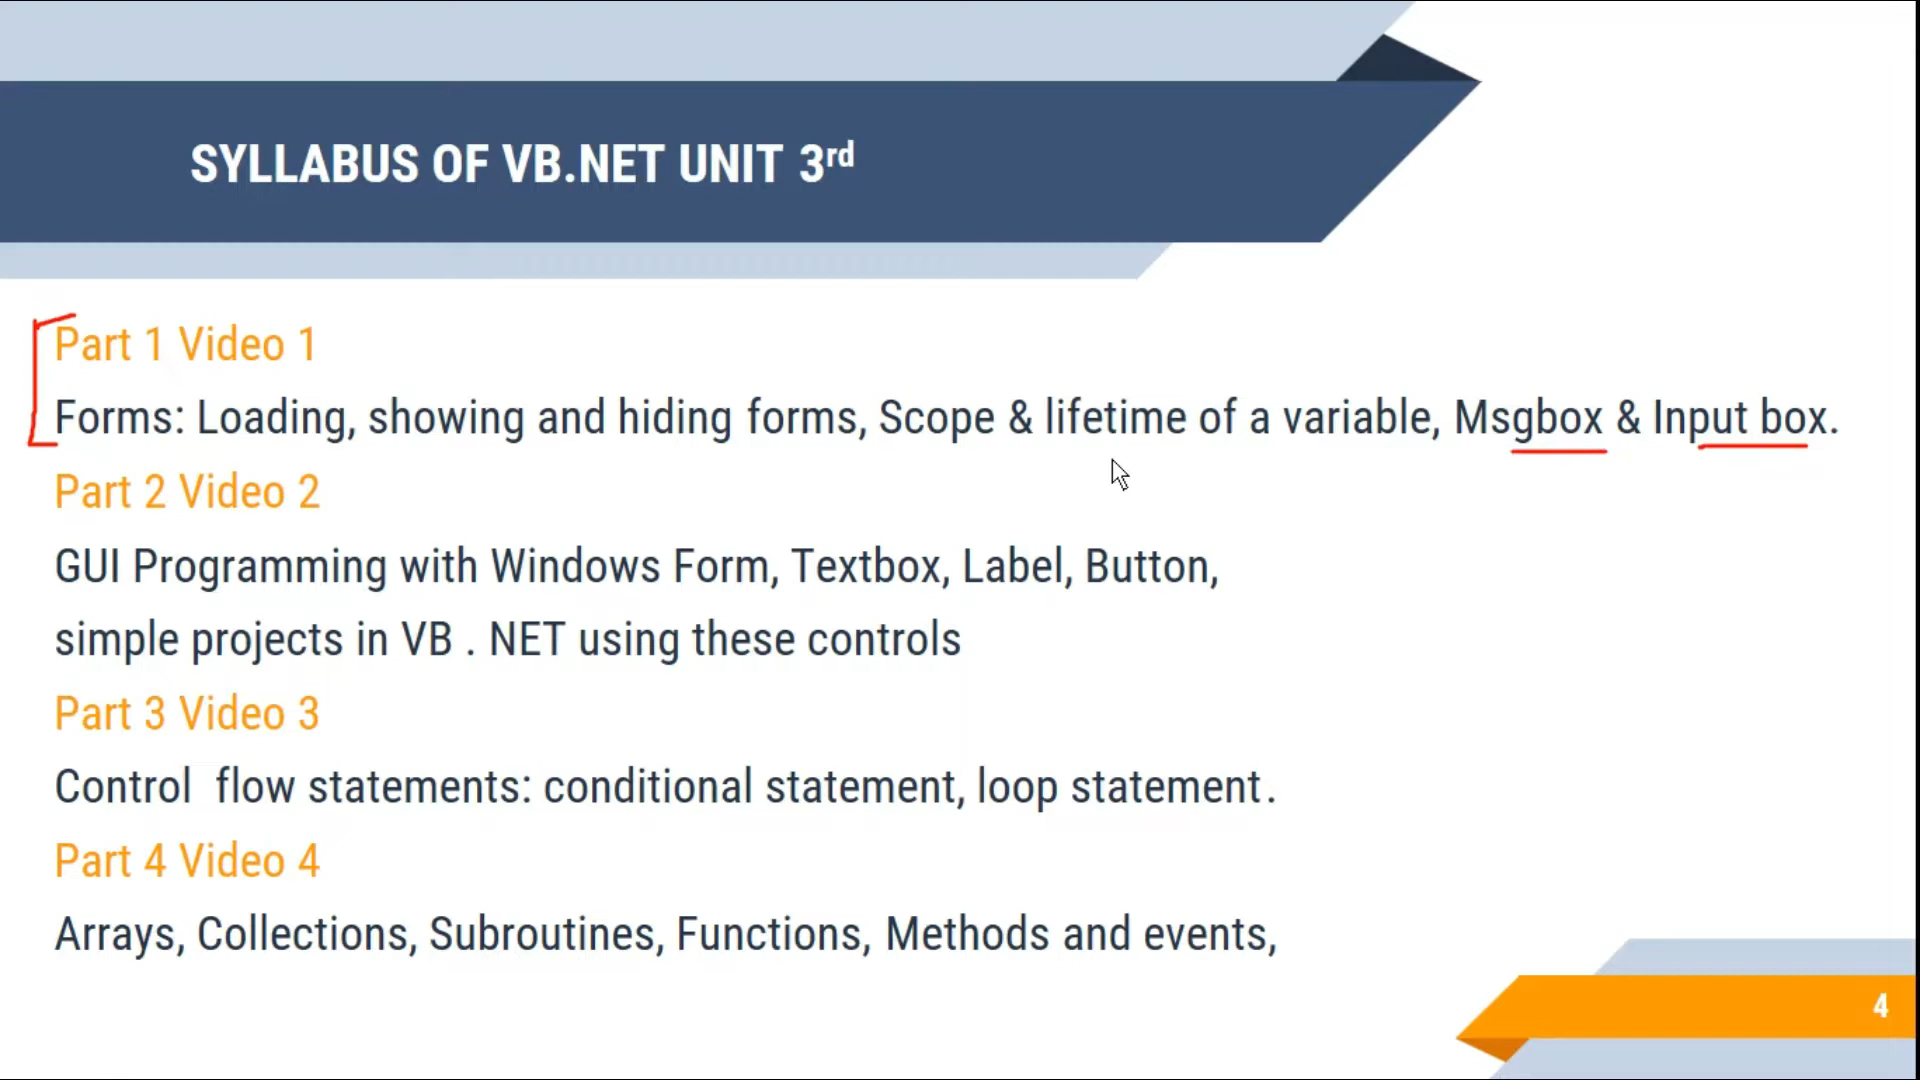 SYLLABUS OF VB.NET UNIT 3rd
Part 1 Video 1
Forms: Loading, showing and hiding forms, Scope & lifetime of a variable, Msgbox & Input box.
Part 2 Video 2
GUI Programming with Windows Form, Textbox, Label, Button,
simple projects in VB . NET using these controls
Part 3 Video 3
Control  flow statements: conditional statement, loop statement.
Part 4 Video 4
Arrays, Collections, Subroutines, Functions, Methods and events,
4